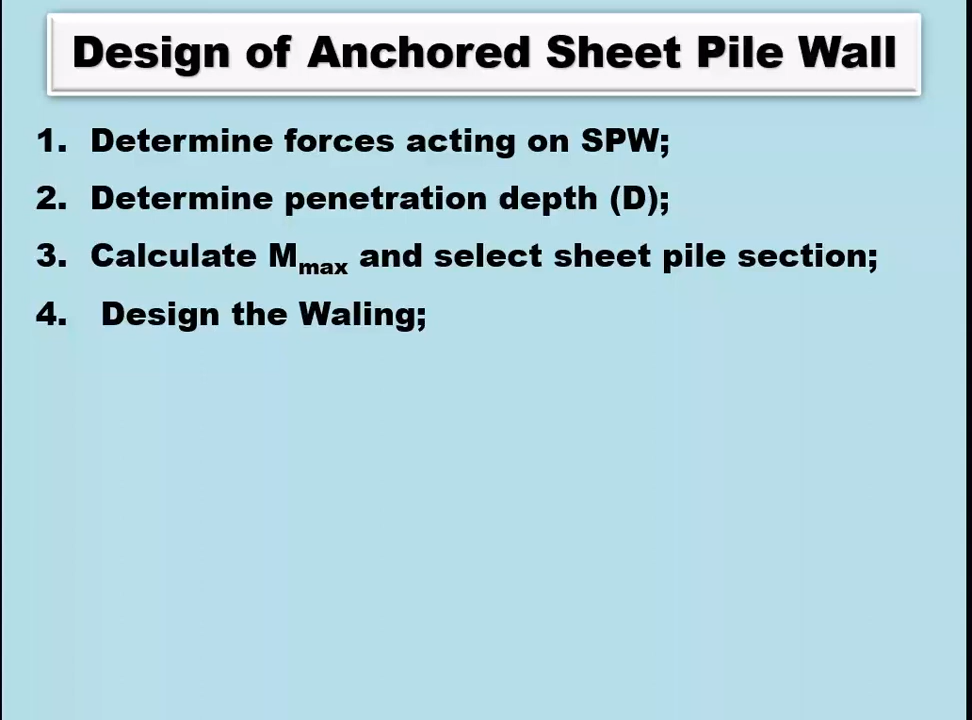 Design of Anchored Sheet Pile Wall
1. Determine forces acting on SPW;
2. Determine penetration depth (D);
3. Calculate Mmax and select sheet pile section;
4. Design the Waling;